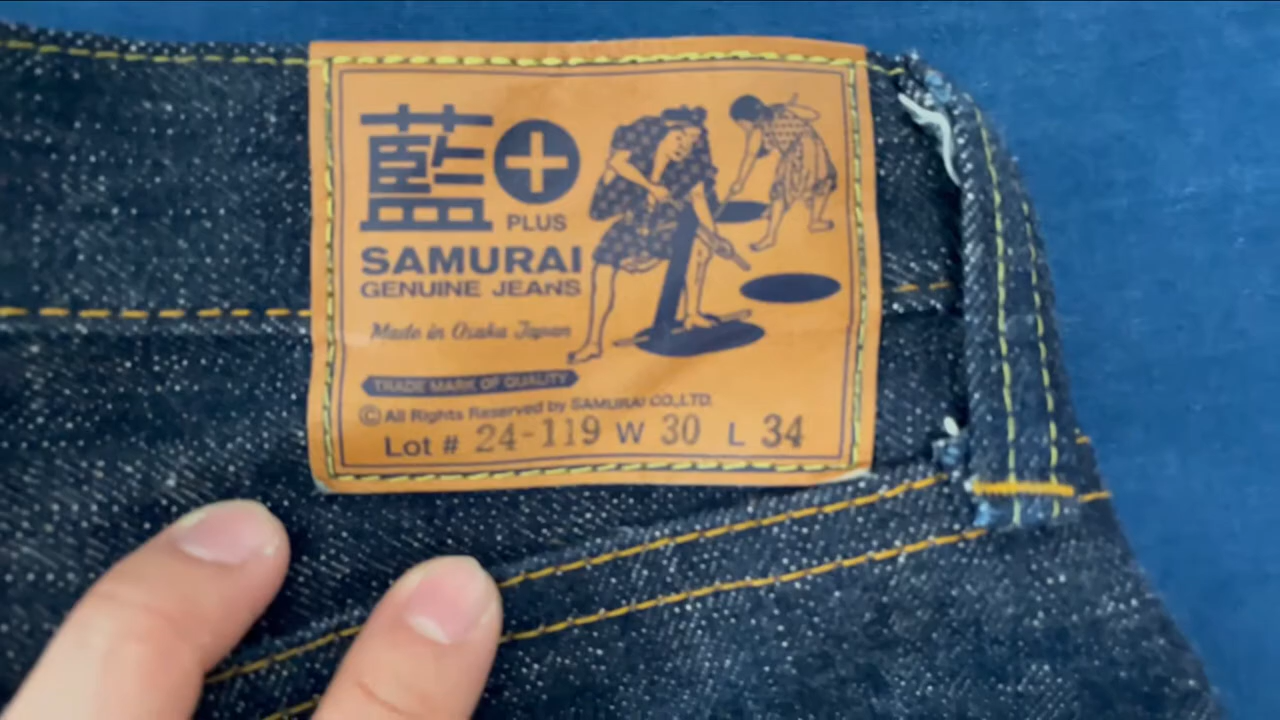 藍
PLUS
SAMURAI
GENUINE JEANS
Made in Osaka Japan
TRADE MARK OF QUALITY
©All Rights Reserved by SAMURAI CO.,LTD.
Lot # 24-119 W 30 L 34